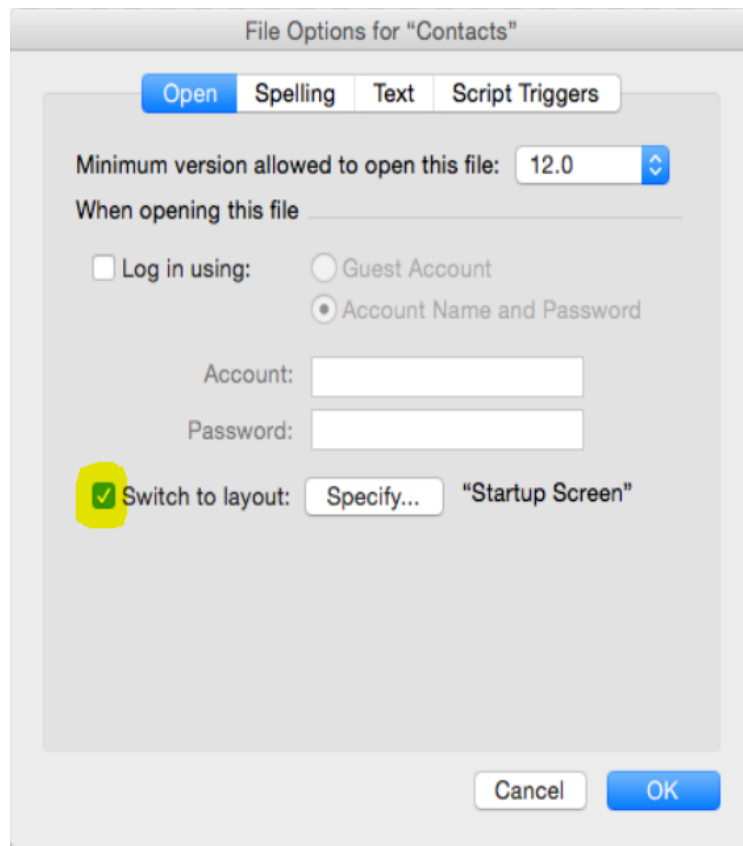 File Options for “Contacts”
Open Spelling Text Script Triggers
Minimum version allowed to open this file: 12.0
When opening this file
Log in using: Guest Account
Account Name and Password
Account:
Password:
Switch to layout: Specify... “Startup Screen”
Cancel OK